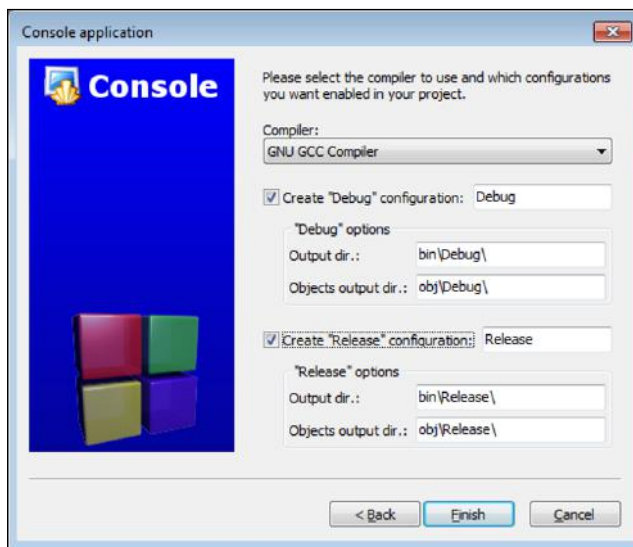 Console application
Console
Please select the compiler to use and which configurations
you want enabled in your project.
Compiler:
GNU GCC Compiler
Create "Debug" configuration: Debug
"Debug" options
Output dir.: bin\Debug\
Objects output dir.: obj\Debug\
Create "Release" configuration: Release
"Release" options
Output dir.: bin\Release\
Objects output dir.: obj\Release\
< Back
Finish
Cancel